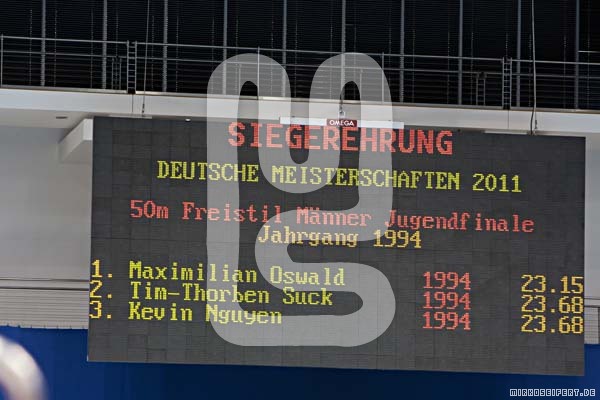 OMEGA
SIEGEREHRUNG
DEUTSCHE MEISTERSCHAFTEN 2011
50m Freistil Männer Jugendfinale
Jahrgang 1994
1. Maximilian Oswald 1994 23.15
2. Tim-Thorben Suck 1994 23.68
3. Kevin Nguyen 1994 23.68
MIRKOSEIFERT.DE